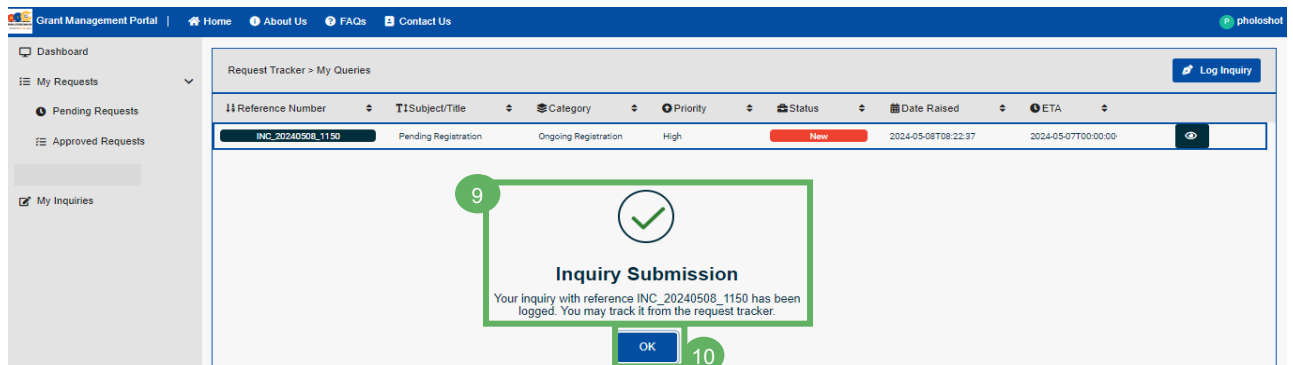 Grant Management Portal | Home About Us FAQs Contact Us P pholoshot
Dashboard
My Requests
Pending Requests
Approved Requests
My Inquiries
Request Tracker > My Queries Log Inquiry
Reference Number Subject/Title Category Priority Status Date Raised ETA
INC_20240508_1150 Pending Registration Ongoing Registration High New 2024-05-08T08:22:37 2024-05-07T00:00:00
9
Inquiry Submission
Your inquiry with reference INC_20240508_1150 has been
logged. You may track it from the request tracker.
OK
10